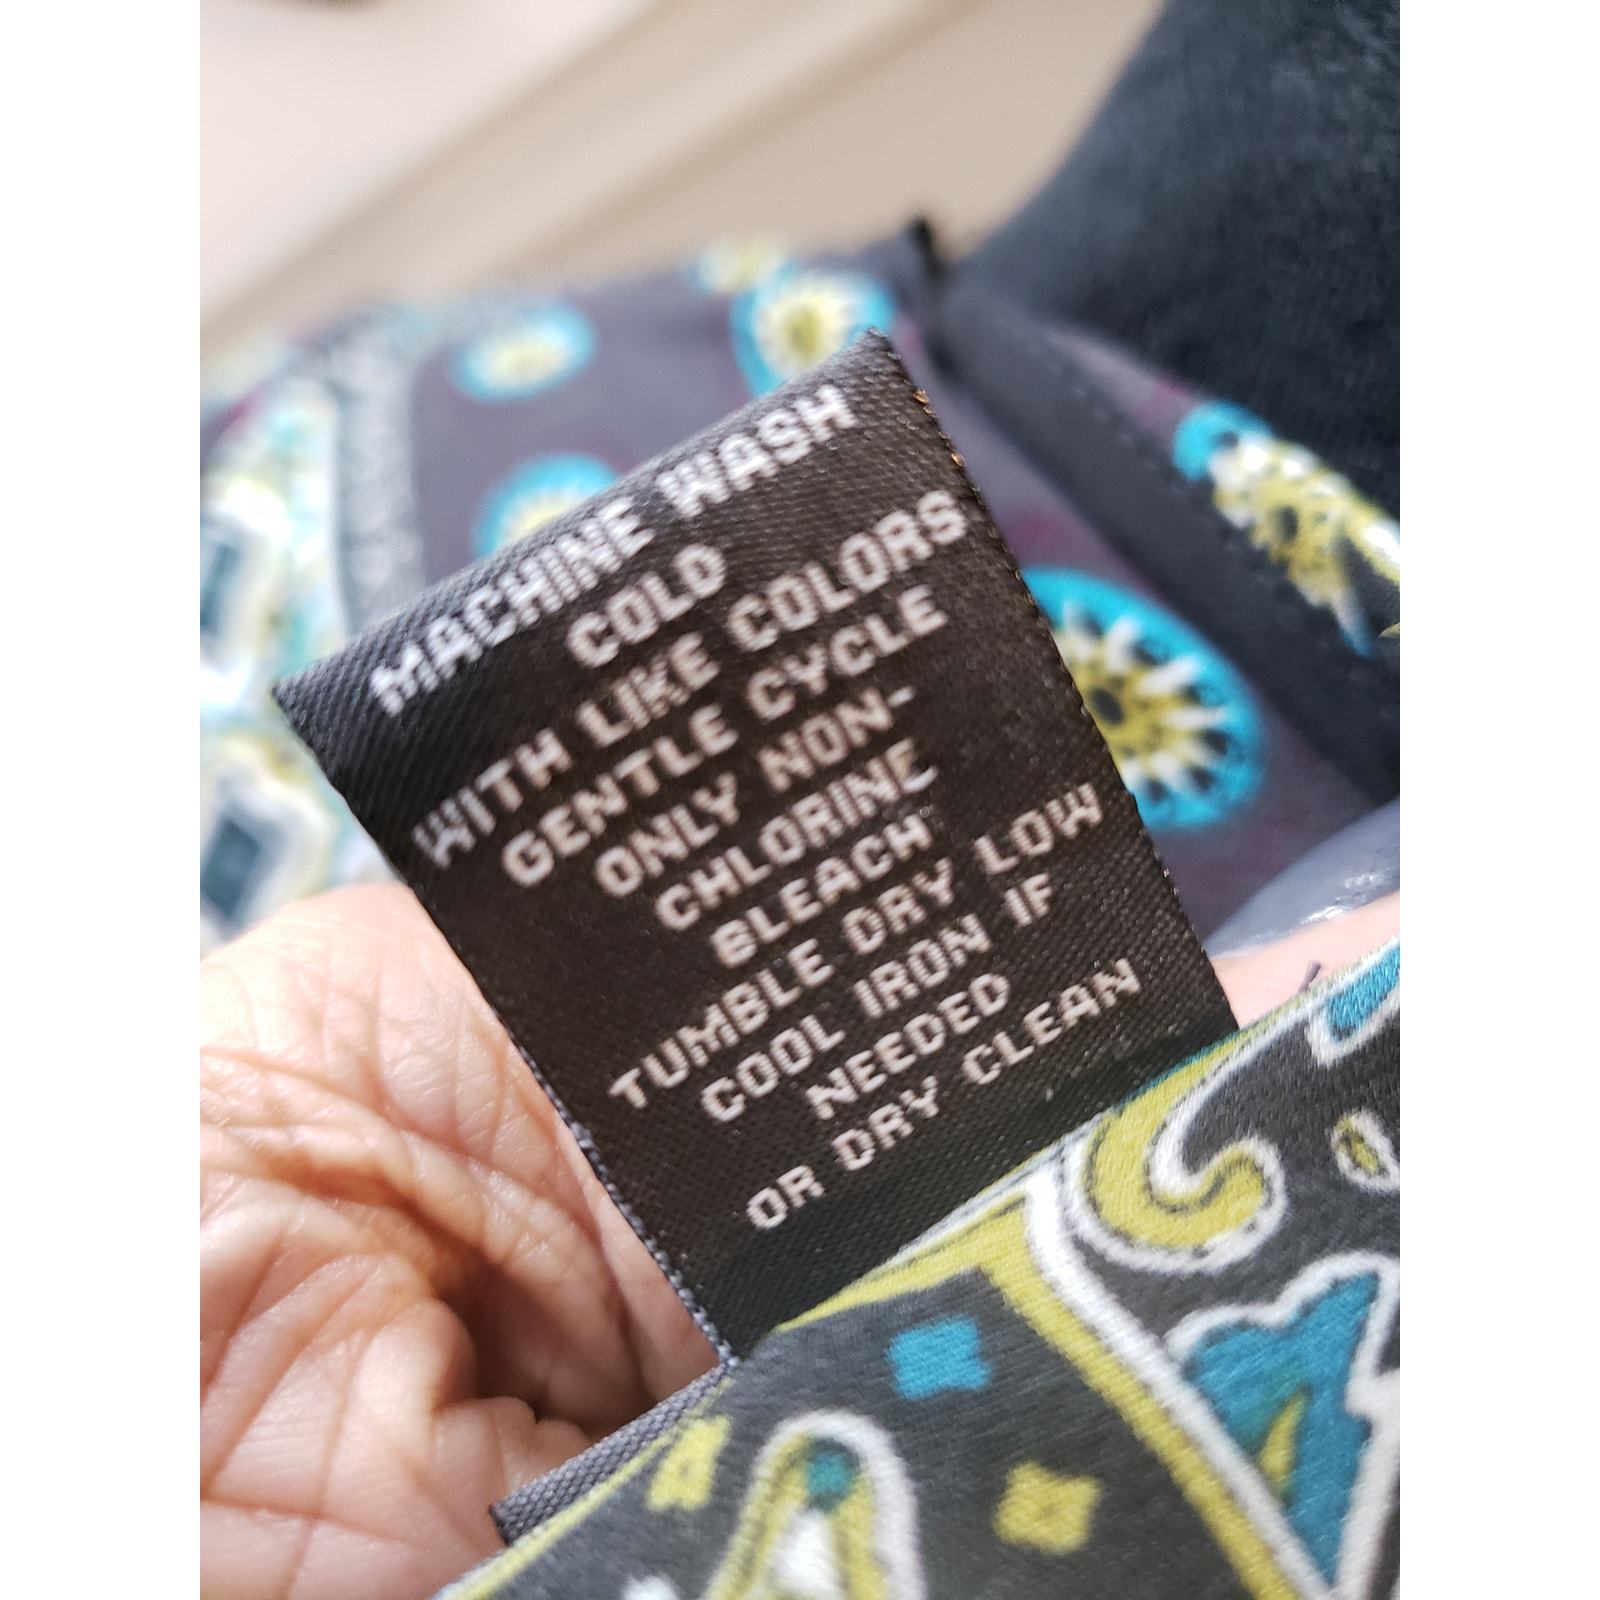 MACHINE WASH
COLD
WITH LIKE COLORS
GENTLE CYCLE
ONLY NON-
CHLORINE
BLEACH
TUMBLE DRY LOW
COOL IRON IF
NEEDED
OR DRY CLEAN